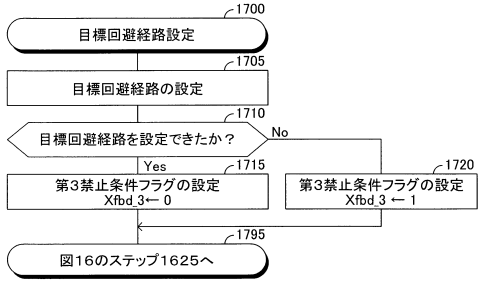 1700
目標回避経路設定
1705
目標回避経路の設定
1710
目標回避経路を設定できたか？
No
Yes
1715
第３禁止条件フラグの設定
Xfbd_3← 0
1720
第３禁止条件フラグの設定
Xfbd_3 ← 1
1795
図１６のステップ１６２５へ